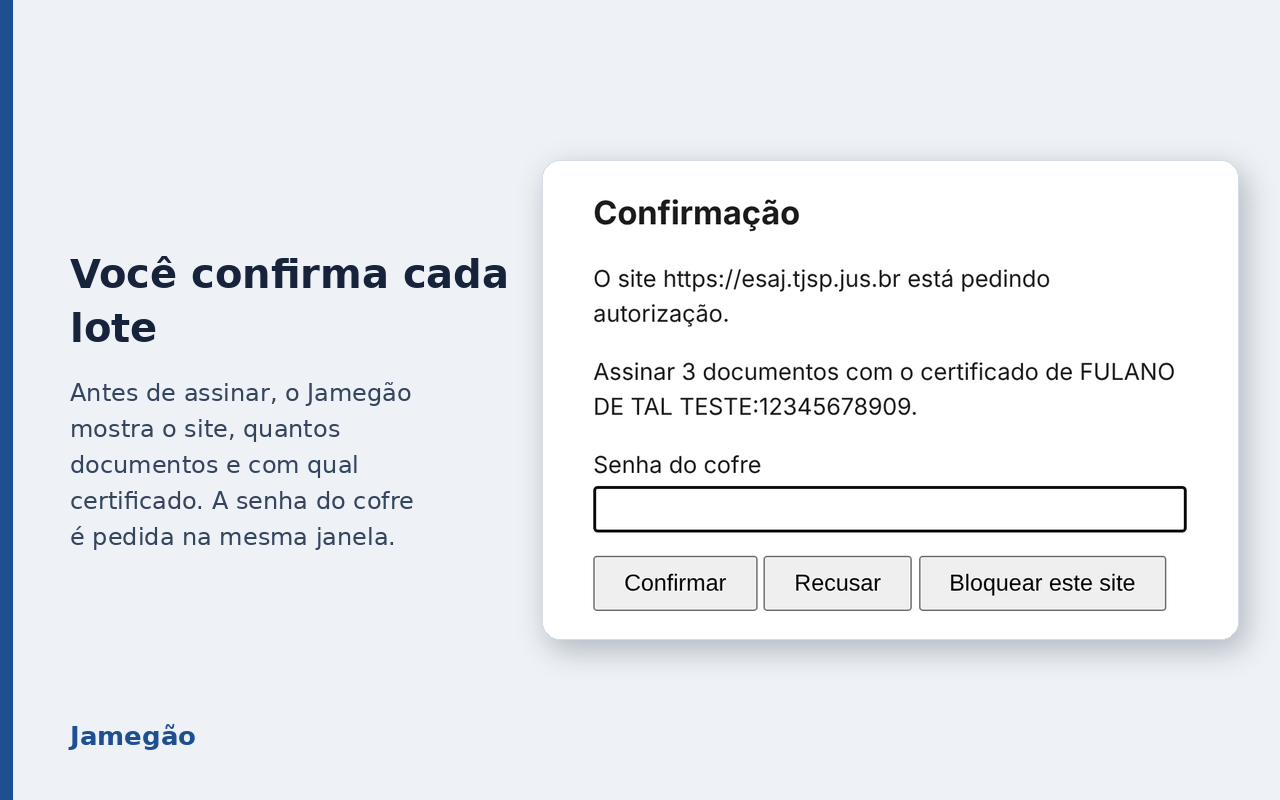 Você confirma cada
lote
Antes de assinar, o Jamegão
mostra o site, quantos
documentos e com qual
certificado. A senha do cofre
é pedida na mesma janela.
Jamegão
Confirmação
O site https://esaj.tjsp.jus.br está pedindo
autorização.
Assinar 3 documentos com o certificado de FULANO
DE TAL TESTE:12345678909.
Senha do cofre
Confirmar
Recusar
Bloquear este site